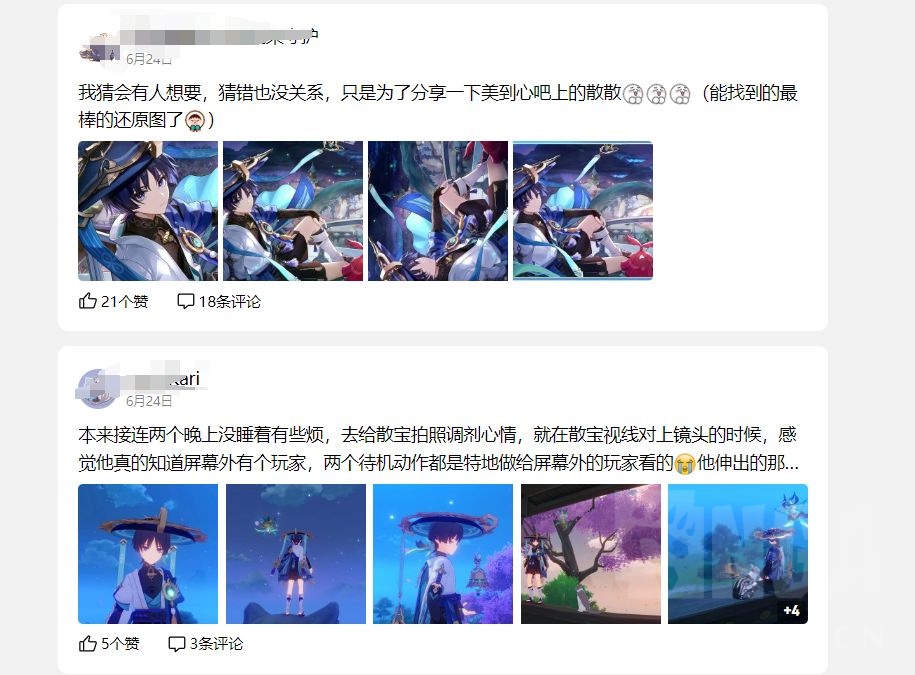 6月24日
我猜会有人想要，猜错也没关系，只是为了分享一下美到心吧上的散散（能找到的最
棒的还原图了）
21个赞 18条评论
kari
6月24日
本来接连两个晚上没睡着有些烦，去给散宝拍照调剂心情，就在散宝视线对上镜头的时候，感
觉他真的知道屏幕外有个玩家，两个待机动作都是特地做给屏幕外的玩家看的😭他伸出的那...
+4
5个赞 3条评论